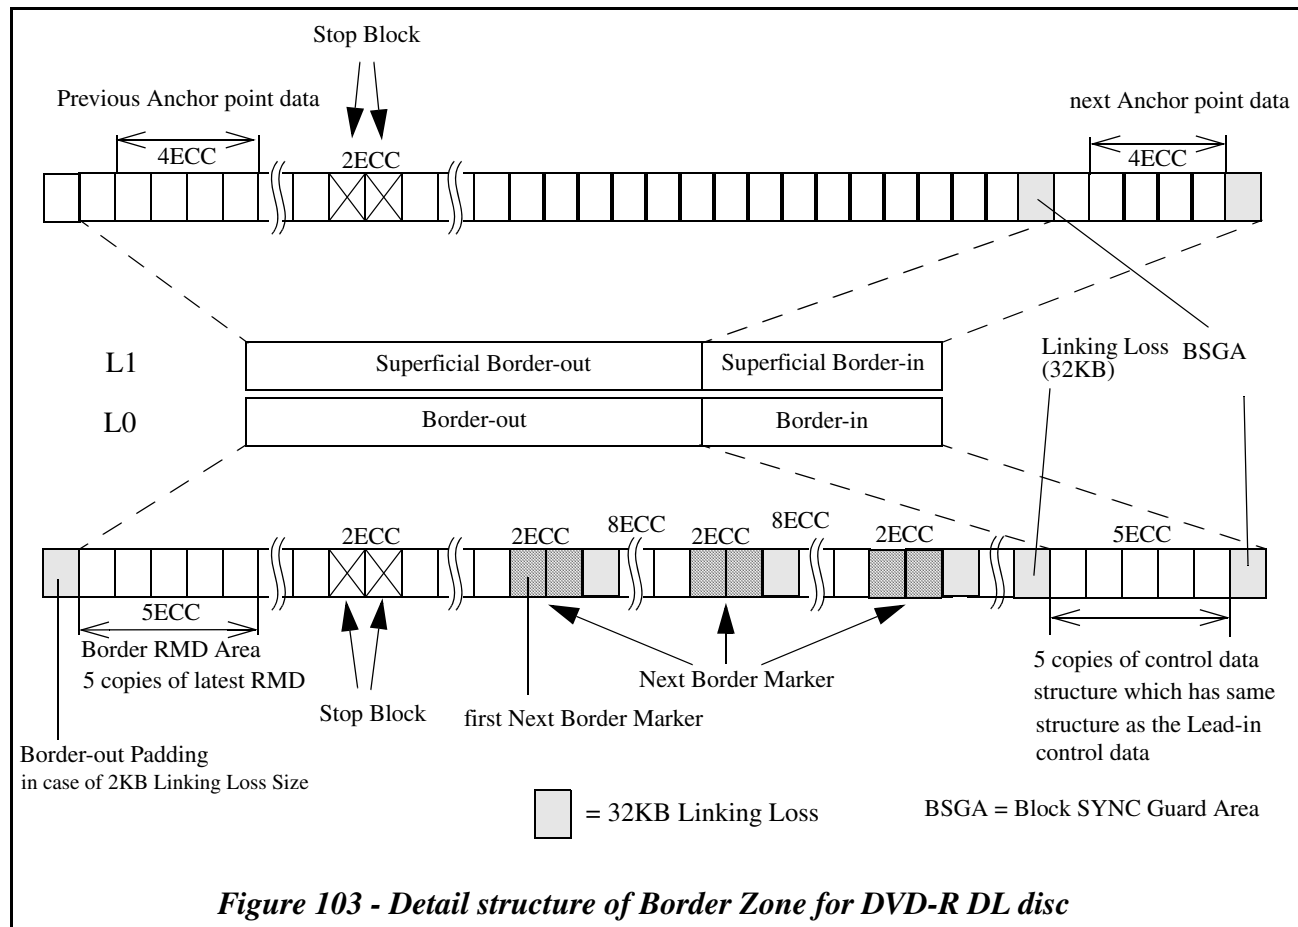 Stop Block
Previous Anchor point data
next Anchor point data
4ECC
2ECC
4ECC
L1
Superficial Border-out
Superficial Border-in
Linking Loss
(32KB)
BSGA
L0
Border-out
Border-in
2ECC
2ECC
8ECC
2ECC
8ECC
2ECC
5ECC
5ECC
Border RMD Area
5 copies of latest RMD
Stop Block
first Next Border Marker
Next Border Marker
5 copies of control data
structure which has same
structure as the Lead-in
control data
Border-out Padding
in case of 2KB Linking Loss Size
= 32KB Linking Loss
BSGA = Block SYNC Guard Area
Figure 103 - Detail structure of Border Zone for DVD-R DL disc